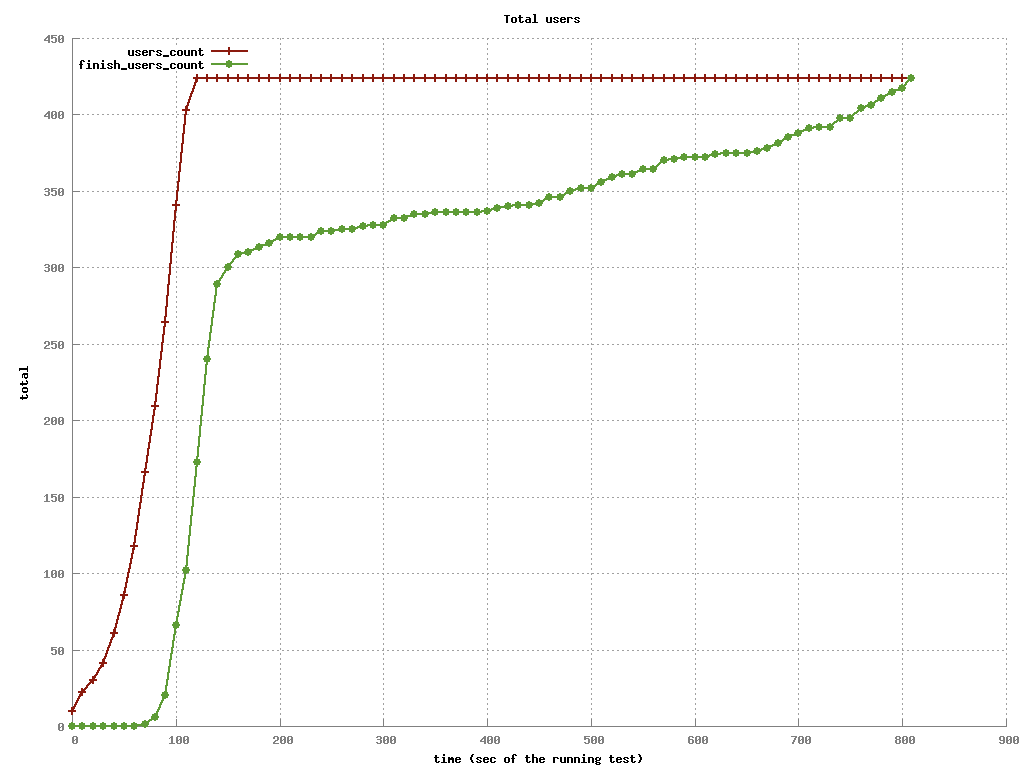 Total users
users_count
finish_users_count
450
400
350
300
250
200
150
100
50
0
total
0 100 200 300 400 500 600 700 800 900
time (sec of the running test)